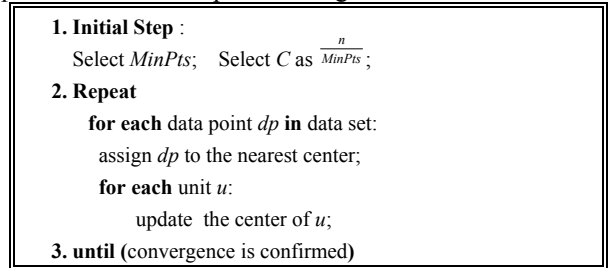 1. Initial Step :
Select MinPts; Select C as n/MinPts ;
2. Repeat
for each data point dp in data set:
assign dp to the nearest center;
for each unit u:
update the center of u;
3. until (convergence is confirmed)